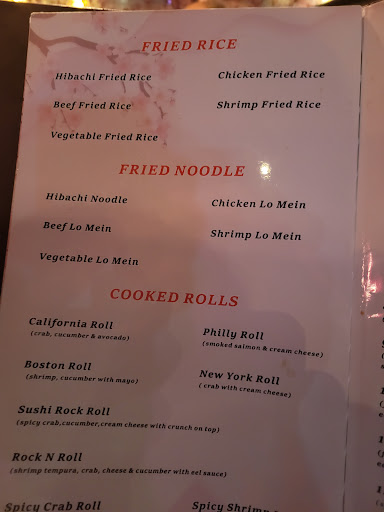 FRIED RICE
Hibachi Fried Rice
Chicken Fried Rice
Beef Fried Rice
Shrimp Fried Rice
Vegetable Fried Rice
FRIED NOODLE
Hibachi Noodle
Chicken Lo Mein
Beef Lo Mein
Shrimp Lo Mein
Vegetable Lo Mein
COOKED ROLLS
California Roll
(crab, cucumber & avocado)
Philly Roll
(smoked salmon & cream cheese)
Boston Roll
(shrimp, cucumber with mayo)
New York Roll
( crab with cream cheese)
Sushi Rock Roll
(spicy crab,cucumber,cream cheese with crunch on top)
Rock N Roll
(shrimp tempura, crab, cheese & cucumber with eel sauce)
Spicy Crab Roll
Spicy Shrimp